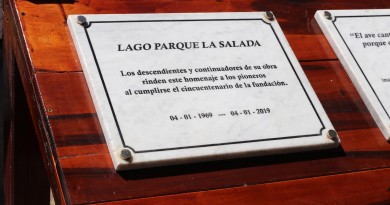 LAGO PARQUE LA SALADA
Los descendientes y continuadores de su obra
rinden este homenaje a los pioneros
al cumplirse el cincuentenario de la fundación.
04 - 01 - 1969 — 04 - 01 - 2019
"El ave cant
porque